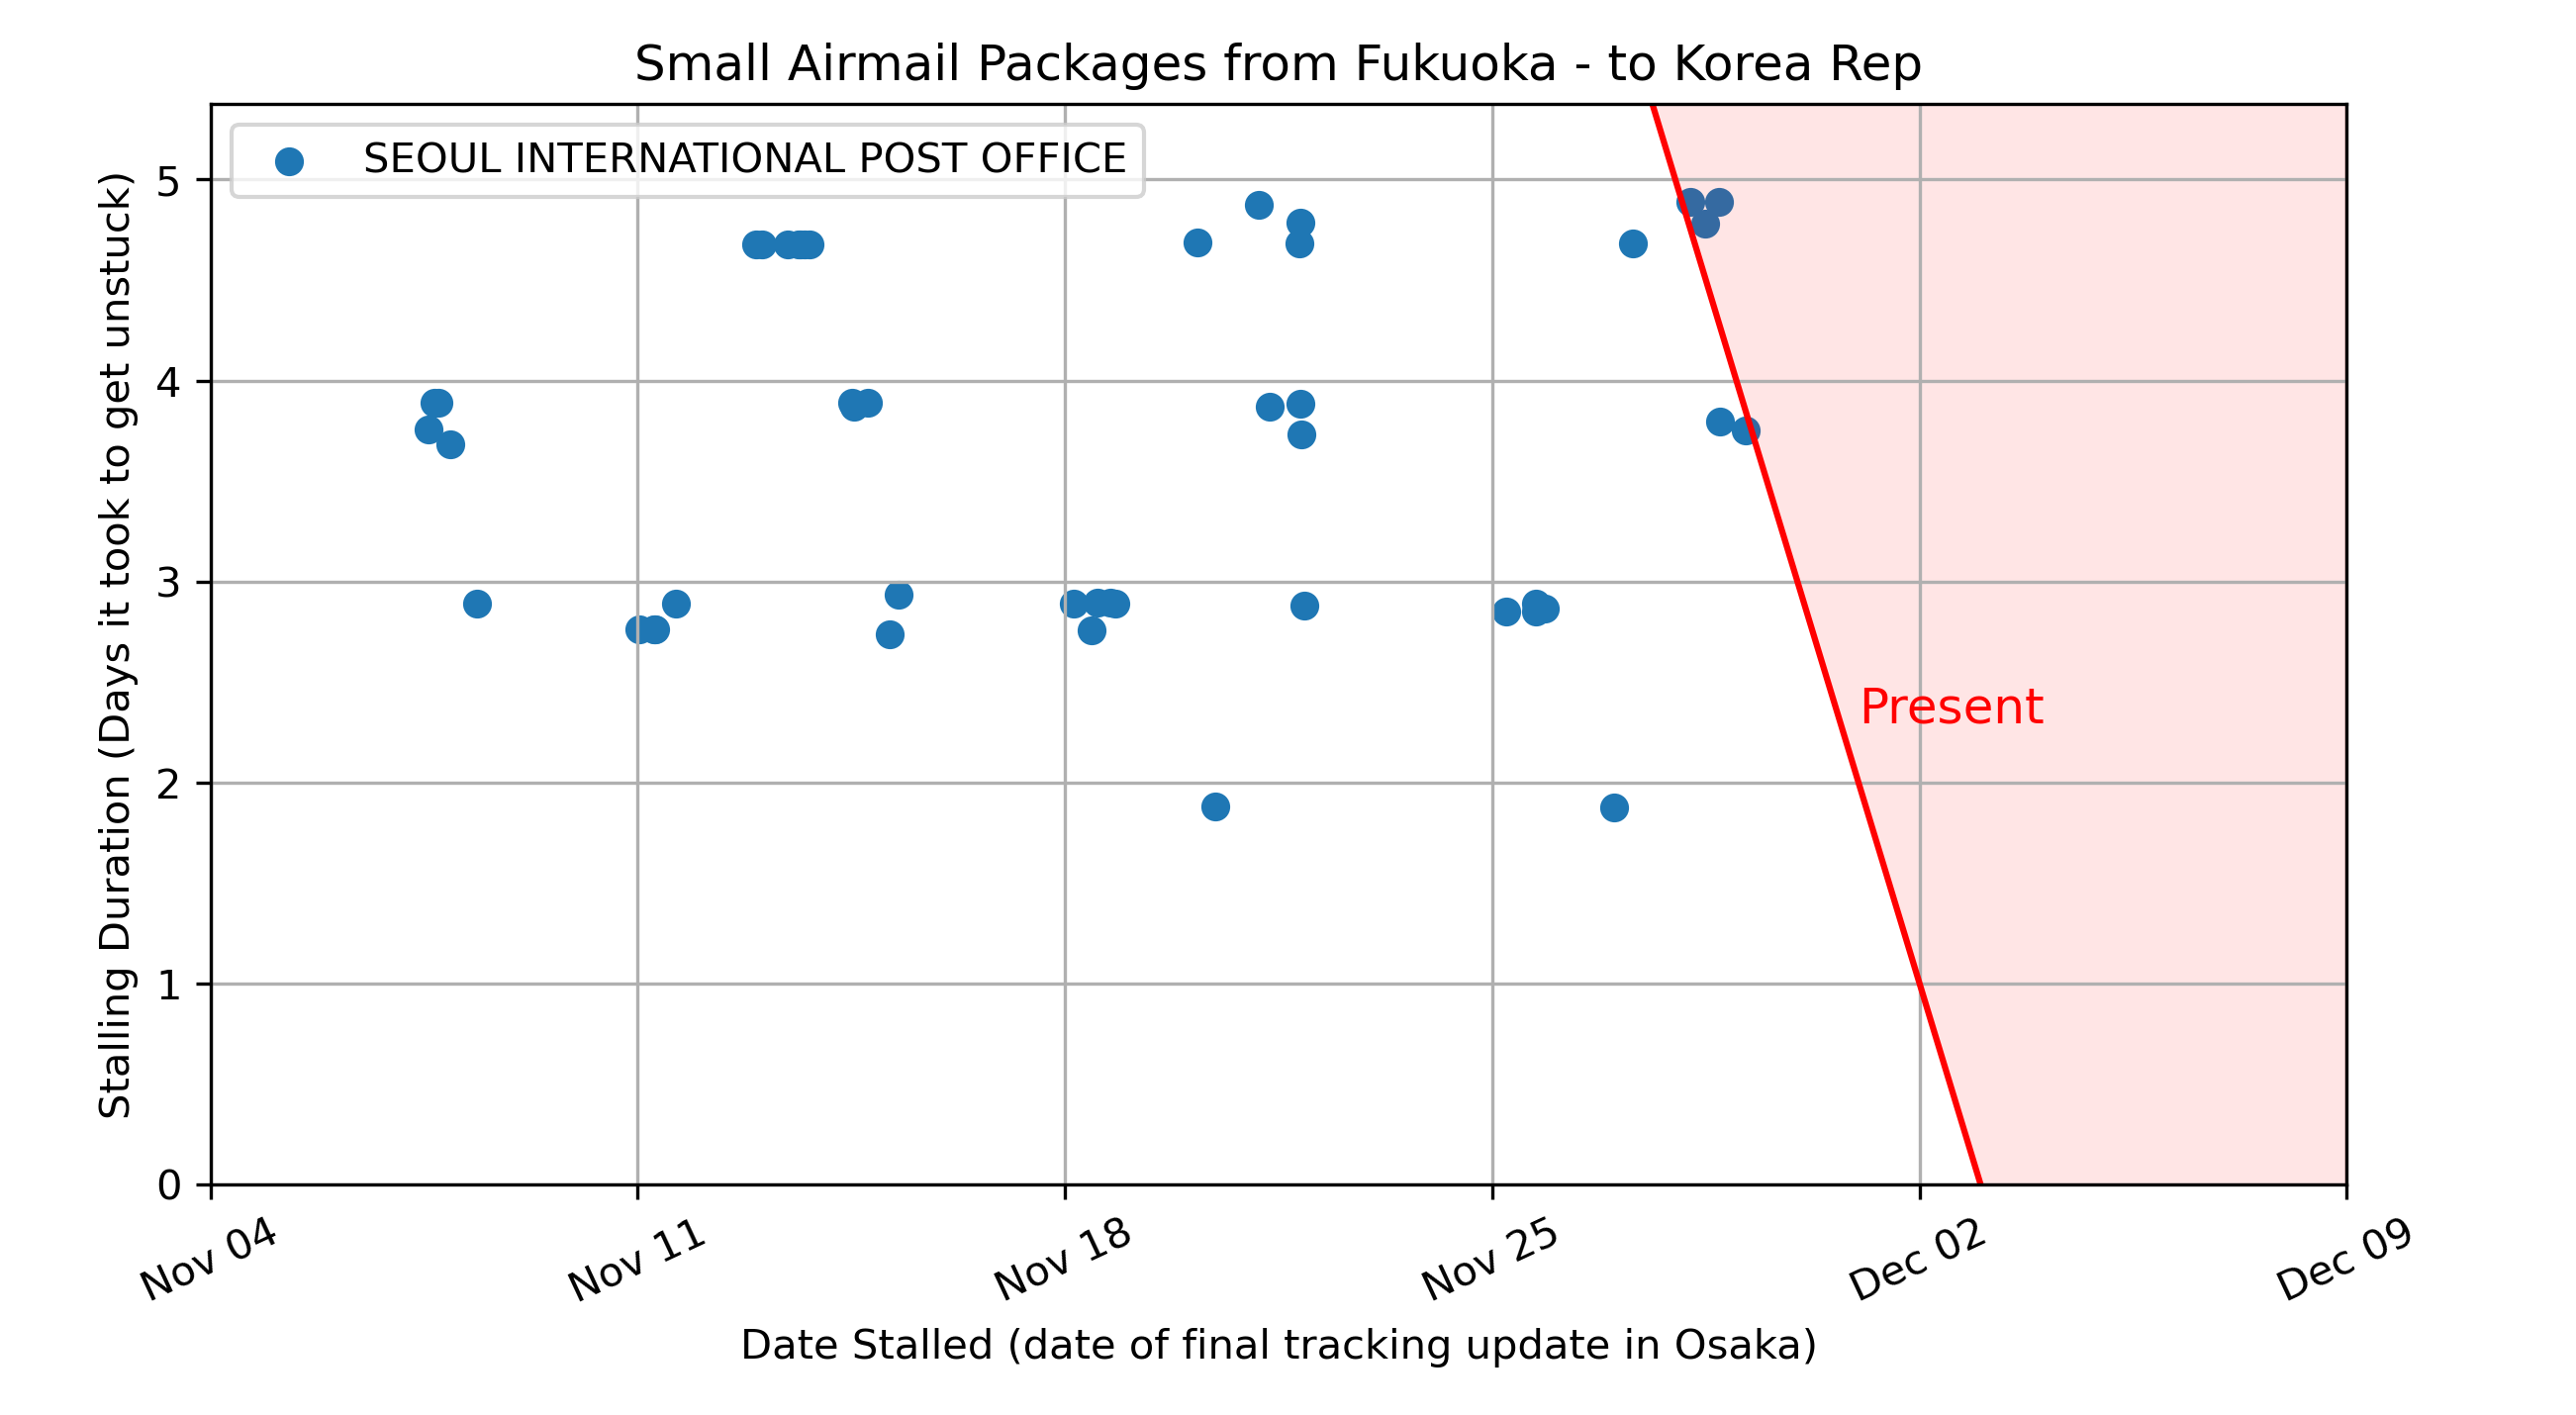 Small Airmail Packages from Fukuoka - to Korea Rep
SEOUL INTERNATIONAL POST OFFICE
Stalling Duration (Days it took to get unstuck)
5
4
3
2
1
0
Present
Nov 04
Nov 11
Nov 18
Nov 25
Dec 02
Dec 09
Date Stalled (date of final tracking update in Osaka)